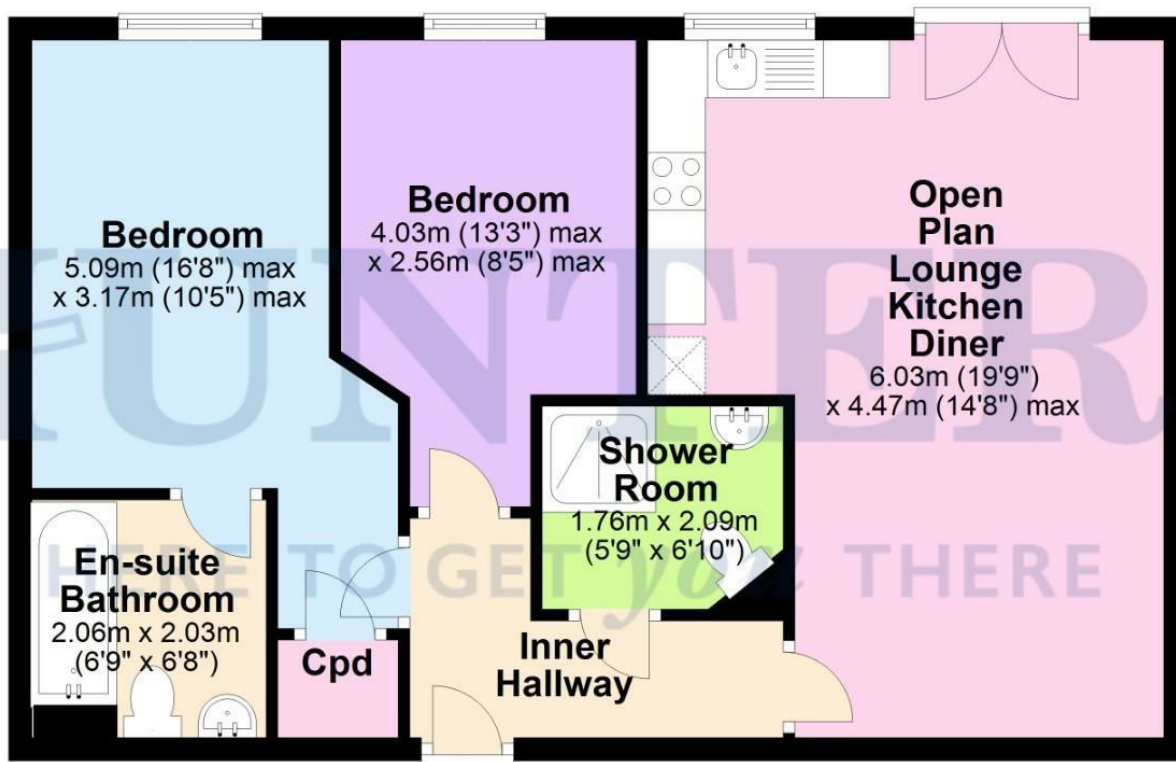 Bedroom
5.09m (16'8") max
x 3.17m (10'5") max
Bedroom
4.03m (13'3") max
x 2.56m (8'5") max
Open
Plan
Lounge
Kitchen
Diner
6.03m (19'9")
x 4.47m (14'8") max
Shower
Room
1.76m x 2.09m
(5'9" x 6'10")
En-suite
Bathroom
2.06m x 2.03m
(6'9" x 6'8")
Cpd
Inner
Hallway
HUNTER
HERE TO GET you THERE